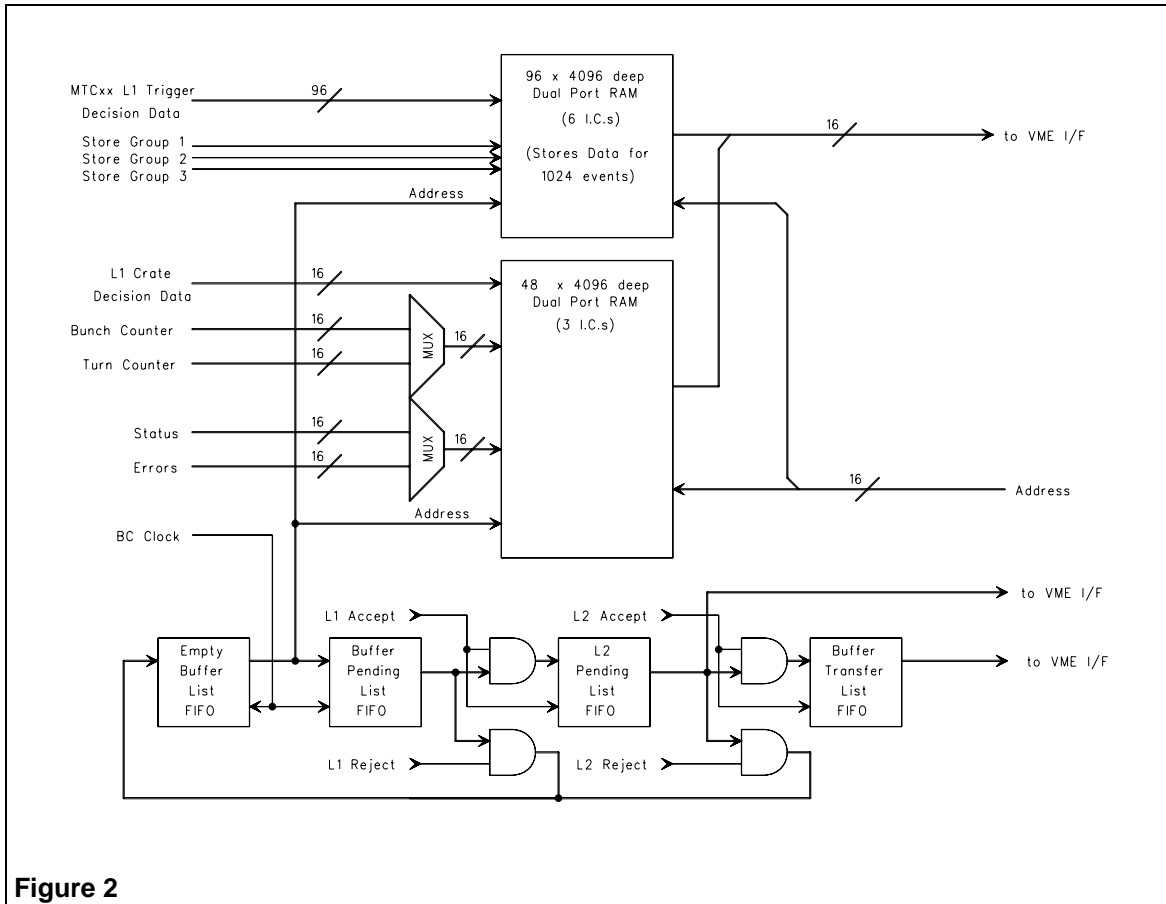 MTCxx L1 Trigger
Decision Data
96
Store Group 1
Store Group 2
Store Group 3
Address
96 x 4096 deep
Dual Port RAM
(6 I.C.s)
(Stores Data for
1024 events)
16
to VME I/F
L1 Crate
Decision Data
16
Bunch Counter
16
Turn Counter
16
MUX
16
Status
16
Errors
16
MUX
16
Address
48 x 4096 deep
Dual Port RAM
(3 I.C.s)
16
Address
BC Clock
Empty
Buffer
List
FIFO
Buffer
Pending
List
FIFO
L1 Accept
L1 Reject
L2
Pending
List
FIFO
L2 Accept
L2 Reject
Buffer
Transfer
List
FIFO
to VME I/F
to VME I/F
Figure 2